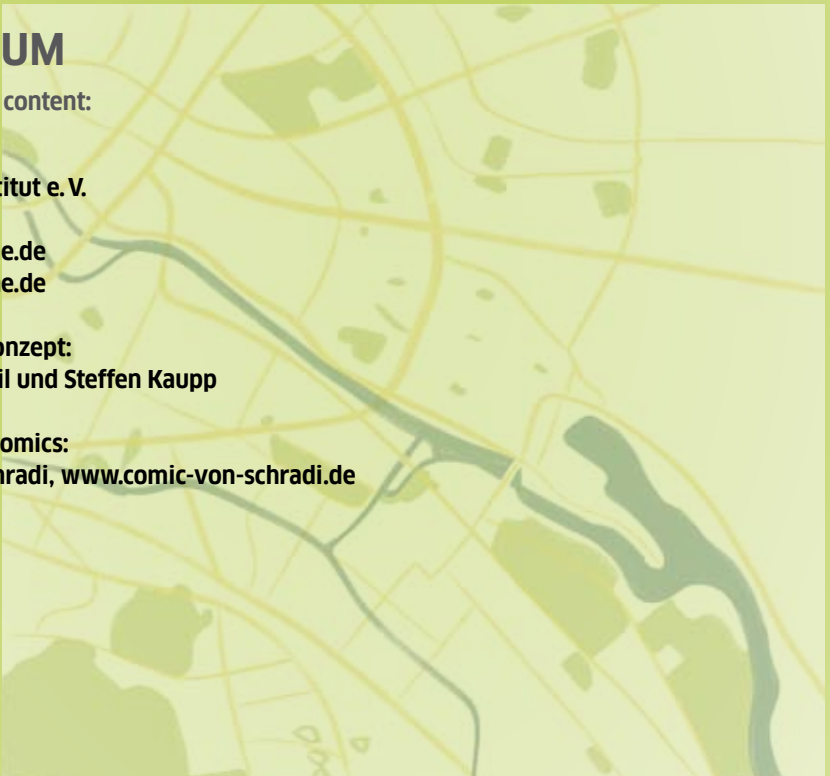 UM
content:
titut e. V.
e.de
e.de
onzept:
il und Steffen Kaupp
omics:
hradi, www.comic-von-schradi.de